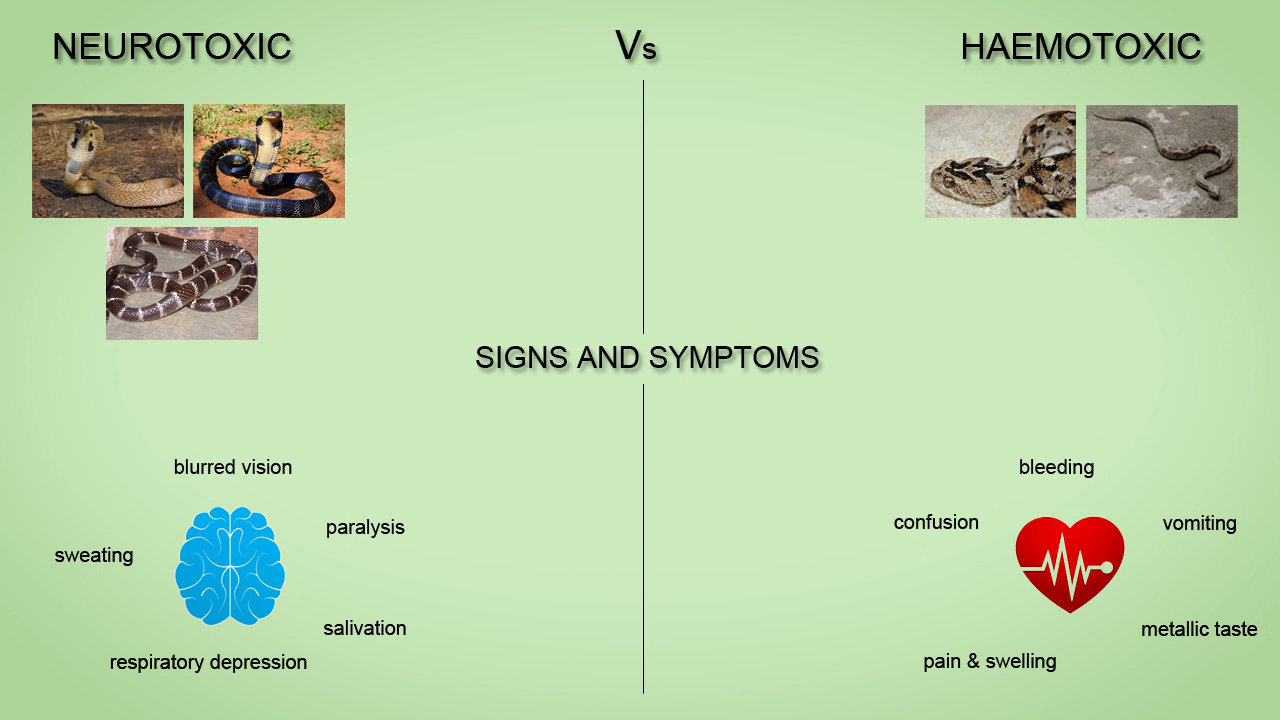 NEUROTOXIC
Vs
HAEMOTOXIC
SIGNS AND SYMPTOMS
blurred vision
paralysis
sweating
salivation
respiratory depression
bleeding
confusion
vomiting
metallic taste
pain & swelling